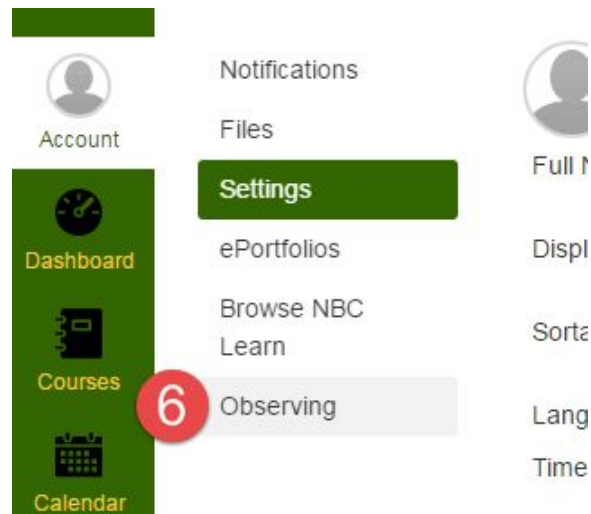 Account
Dashboard
Courses
Calendar
Notifications
Files
Settings
ePortfolios
Browse NBC
Learn
6 Observing
Full
Displ
Sorta
Lang
Time